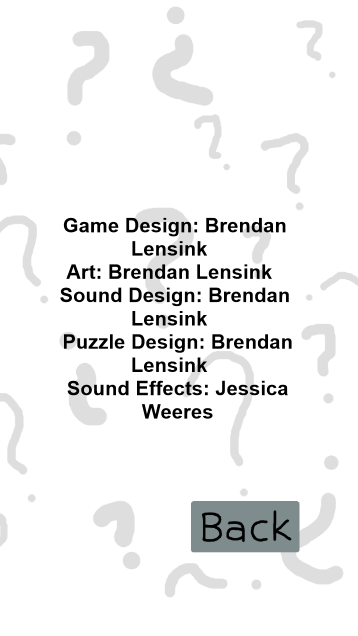 Game Design: Brendan
Lensink
Art: Brendan Lensink
Sound Design: Brendan
Lensink
Puzzle Design: Brendan
Lensink
Sound Effects: Jessica
Weeres
Back